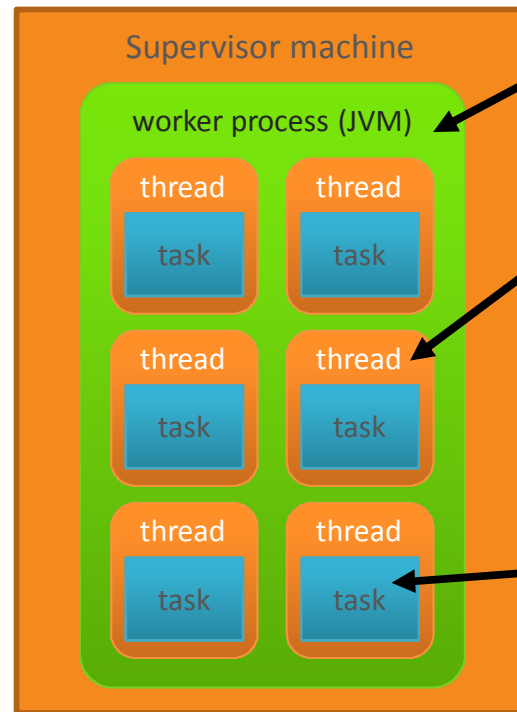 Supervisor machine
worker process (JVM)
thread thread
task task
thread thread
task task
thread thread
task task